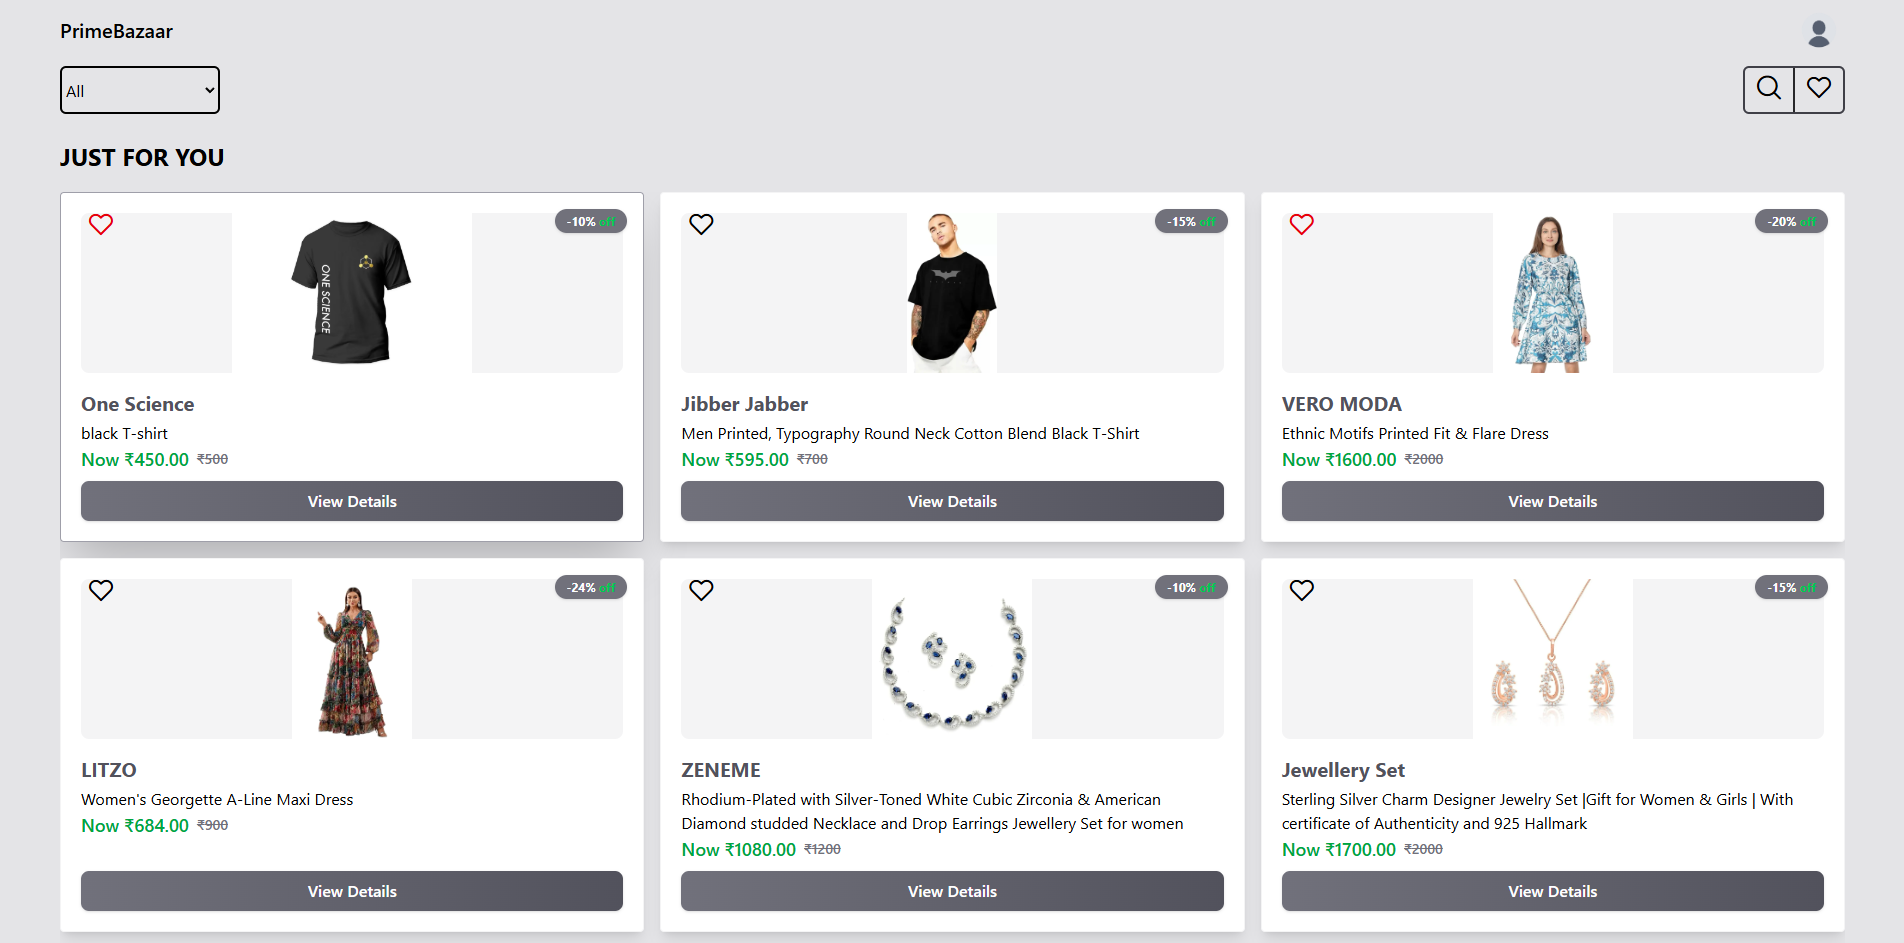 PrimeBazaar
All
JUST FOR YOU
-10% off
ONE SCIENCE
One Science
black T-shirt
Now ₹450.00 ₹500
View Details
-15% off
Jibber Jabber
Men Printed, Typography Round Neck Cotton Blend Black T-Shirt
Now ₹595.00 ₹700
View Details
-20% off
VERO MODA
Ethnic Motifs Printed Fit & Flare Dress
Now ₹1600.00 ₹2000
View Details
-24% off
LITZO
Women's Georgette A-Line Maxi Dress
Now ₹684.00 ₹900
View Details
-10% off
ZENEME
Rhodium-Plated with Silver-Toned White Cubic Zirconia & American
Diamond studded Necklace and Drop Earrings Jewellery Set for women
Now ₹1080.00 ₹1200
View Details
-15% off
Jewellery Set
Sterling Silver Charm Designer Jewelry Set |Gift for Women & Girls | With
certificate of Authenticity and 925 Hallmark
Now ₹1700.00 ₹2000
View Details